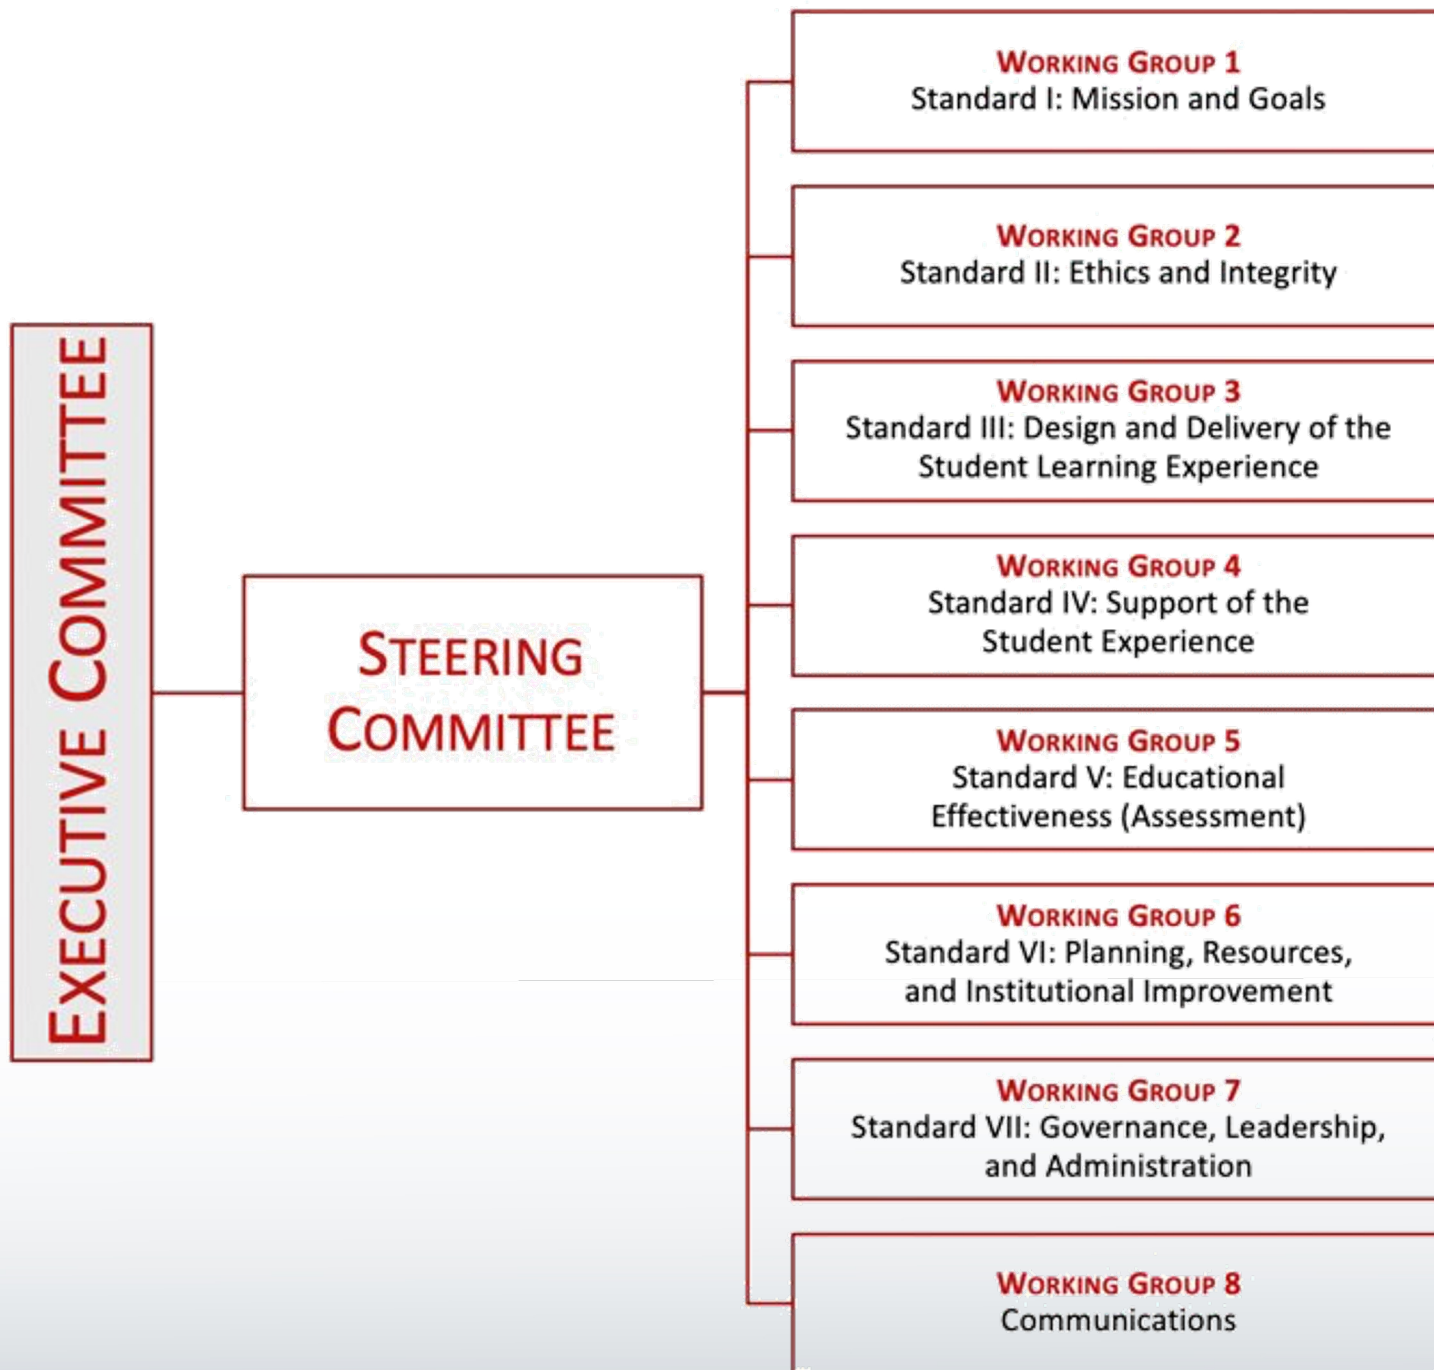 EXECUTIVE COMMITTEE
STEERING
COMMITTEE
WORKING GROUP 1
Standard I: Mission and Goals
WORKING GROUP 2
Standard II: Ethics and Integrity
WORKING GROUP 3
Standard III: Design and Delivery of the
Student Learning Experience
WORKING GROUP 4
Standard IV: Support of the
Student Experience
WORKING GROUP 5
Standard V: Educational
Effectiveness (Assessment)
WORKING GROUP 6
Standard VI: Planning, Resources,
and Institutional Improvement
WORKING GROUP 7
Standard VII: Governance, Leadership,
and Administration
WORKING GROUP 8
Communications